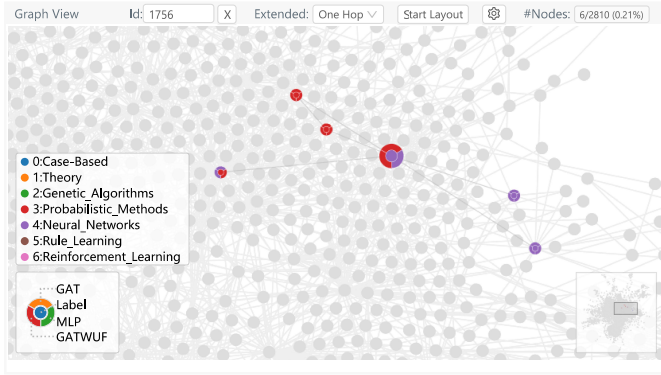 Graph View Id: 1756 X Extended: One Hop Start Layout #Nodes: 6/2810 (0.21%)
0:Case-Based
1:Theory
2:Genetic_Algorithms
3:Probabilistic_Methods
4:Neural_Networks
5:Rule_Learning
6:Reinforcement_Learning
GAT
Label
MLP
GATWUF